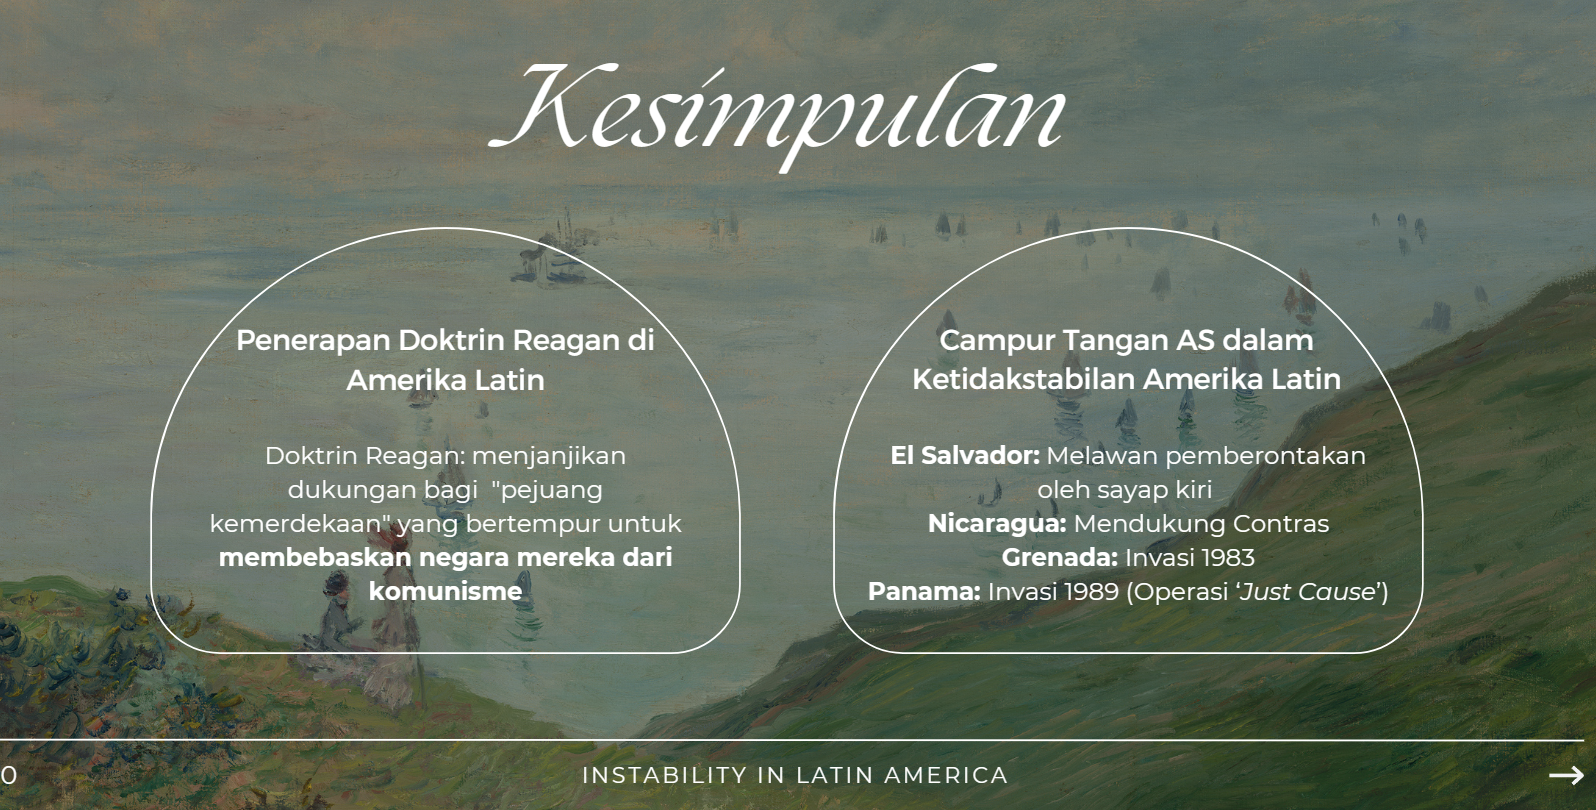 Kesimpulan
Penerapan Doktrin Reagan di
Amerika Latin
Doktrin Reagan: menjanjikan
dukungan bagi "pejuang
kemerdekaan" yang bertempur untuk
membebaskan negara mereka dari
komunisme
Campur Tangan AS dalam
Ketidakstabilan Amerika Latin
El Salvador: Melawan pemberontakan
oleh sayap kiri
Nicaragua: Mendukung Contras
Grenada: Invasi 1983
Panama: Invasi 1989 (Operasi ‘Just Cause’)
0
INSTABILITY IN LATIN AMERICA